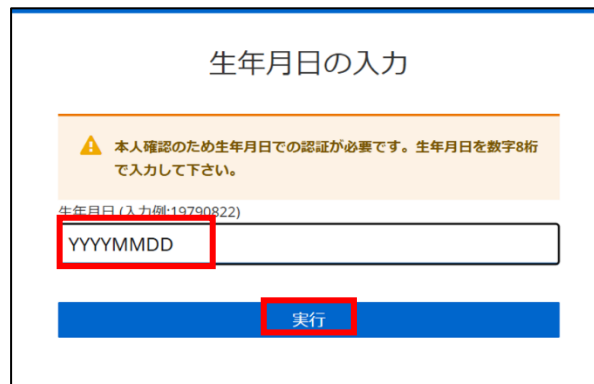 生年月日の入力
本人確認のため生年月日での認証が必要です。生年月日を数字8桁
で入力して下さい。
生年月日 (入力例:19790822)
YYYYMMDD
実行